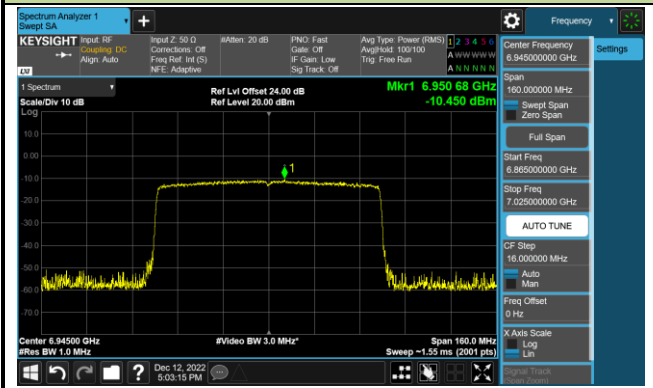 Spectrum Analyzer 1
Swept SA
Frequency
KEYSIGHT
Input: RF
Coupling: DC
Align: Auto
Input Z: 50 Ω
Corrections: Off
Freq Ref: Int (S)
NFE: Adaptive
#Atten: 20 dB
PNO: Fast
Gate: Off
IF Gain: Low
Sig Track: Off
Avg Type: Power (RMS)
Avg|Hold: 100/100
Trig: Free Run
1 2 3 4 5 6
A W W W W W
A N N N N N
LXI
1 Spectrum
Scale/Div 10 dB
Log
Ref Lvl Offset 24.00 dB
Ref Level 20.00 dBm
Mkr1 6.950 68 GHz
-10.450 dBm
10.0
0.00
-10.0
-20.0
-30.0
-40.0
-50.0
-60.0
-70.0
1
Center 6.94500 GHz
#Res BW 1.0 MHz
#Video BW 3.0 MHz*
Span 160.0 MHz
Sweep ~1.55 ms (2001 pts)
Center Frequency
6.945000000 GHz
Settings
Span
160.000000 MHz
Swept Span
Zero Span
Full Span
Start Freq
6.865000000 GHz
Stop Freq
7.025000000 GHz
AUTO TUNE
CF Step
16.000000 MHz
Auto
Man
Freq Offset
0 Hz
X Axis Scale
Log
Lin
Signal Track
(Span Zoom)
Dec 12, 2022
5:03:15 PM